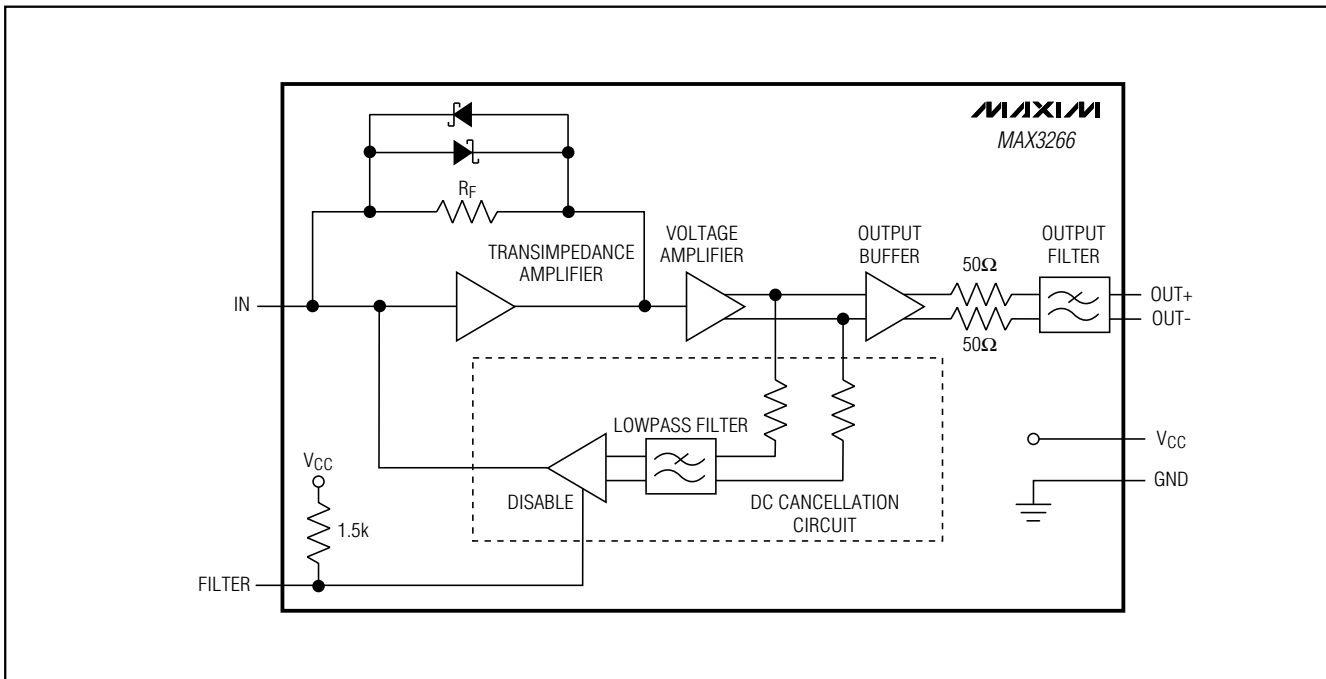 MAXIM
MAX3266
RF
TRANSIMPEDANCE
AMPLIFIER
VOLTAGE
AMPLIFIER
OUTPUT
BUFFER
OUTPUT
FILTER
50Ω
50Ω
IN
OUT+
OUT-
LOWPASS FILTER
DISABLE
DC CANCELLATION
CIRCUIT
VCC
1.5k
FILTER
VCC
GND